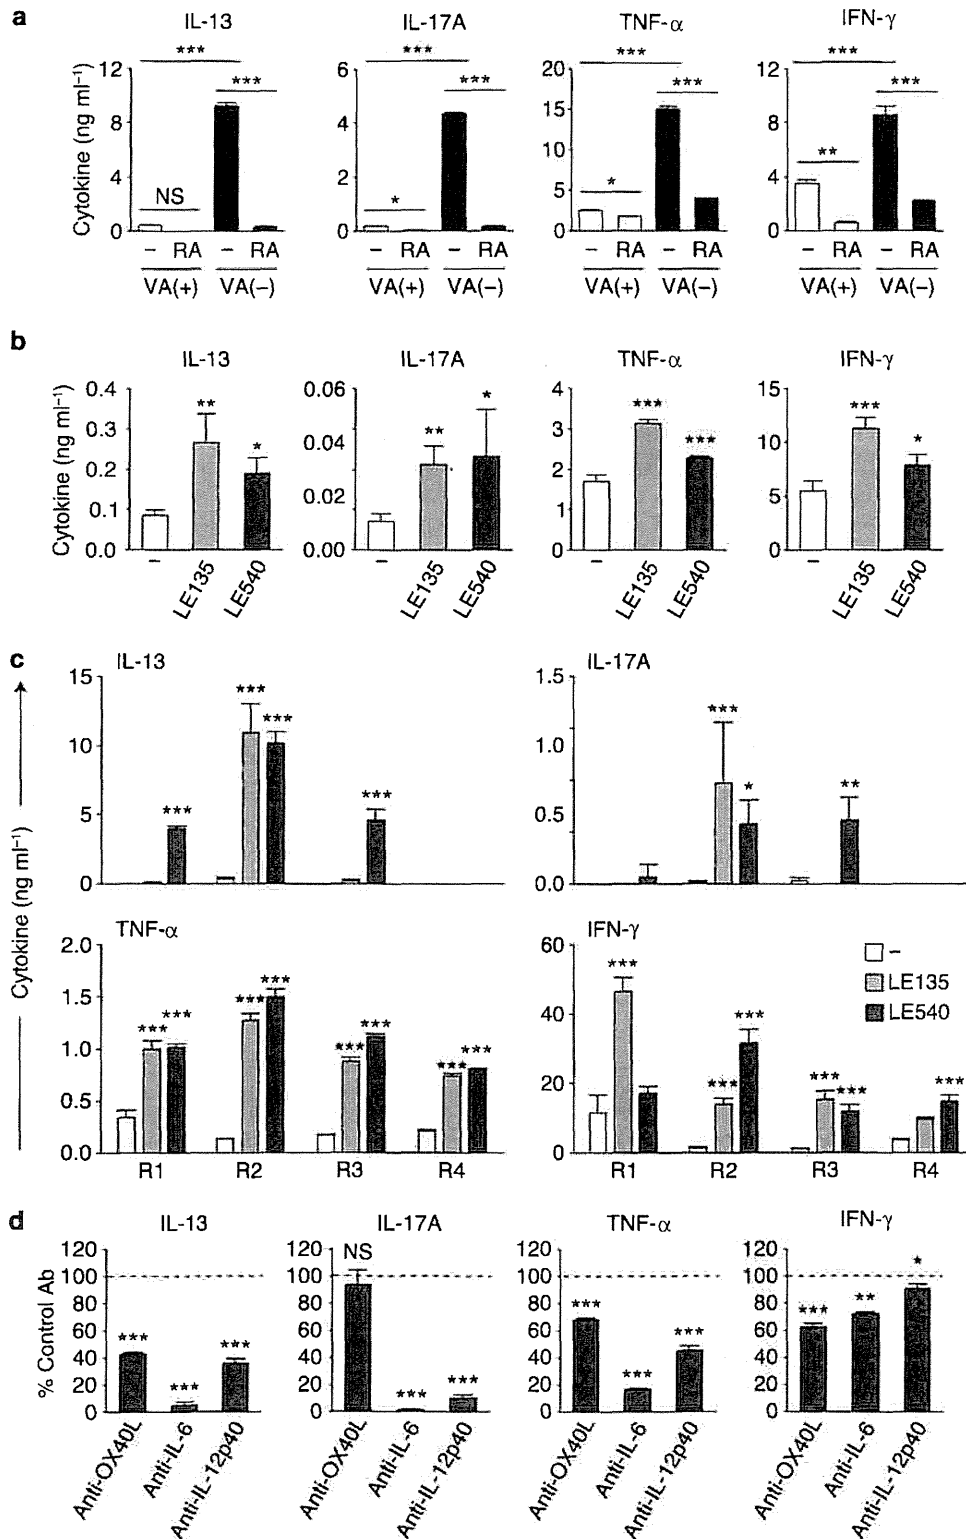 a
IL-13 IL-17A TNF-α IFN-γ
Cytokine (ng ml⁻¹)
*** *** *** ***
*** *** *** ***
NS * * **
12 8 4 0
6 4 2 0
20 15 10 5 0
12 8 4 0
– RA – RA – RA – RA – RA – RA – RA – RA
VA(+) VA(–) VA(+) VA(–) VA(+) VA(–) VA(+) VA(–)
b
IL-13 IL-17A TNF-α IFN-γ
Cytokine (ng ml⁻¹)
0.4 0.3 0.2 0.1 0.0
0.06 0.04 0.02 0.00
4 3 2 1 0
15 10 5 0
** * ** * *** *** *** *
– LE135 LE540 – LE135 LE540 – LE135 LE540 – LE135 LE540
c
IL-13 IL-17A
Cytokine (ng ml⁻¹)
15 10 5 0
*** *** *** ***
1.5 1.0 0.5 0.0
*** * **
TNF-α IFN-γ
2.0 1.5 1.0 0.5 0.0
*** *** *** *** *** *** *** ***
60 40 20 0
*** *** *** *** *** ***
–
LE135
LE540
R1 R2 R3 R4 R1 R2 R3 R4
d
IL-13 IL-17A TNF-α IFN-γ
% Control Ab
120 100 80 60 40 20 0
120 100 80 60 40 20 0
120 100 80 60 40 20 0
120 100 80 60 40 20 0
*** *** *** NS *** *** *** *** *** *** ** *
Anti-OX40L Anti-IL-6 Anti-IL-12p40 Anti-OX40L Anti-IL-6 Anti-IL-12p40 Anti-OX40L Anti-IL-6 Anti-IL-12p40 Anti-OX40L Anti-IL-6 Anti-IL-12p40